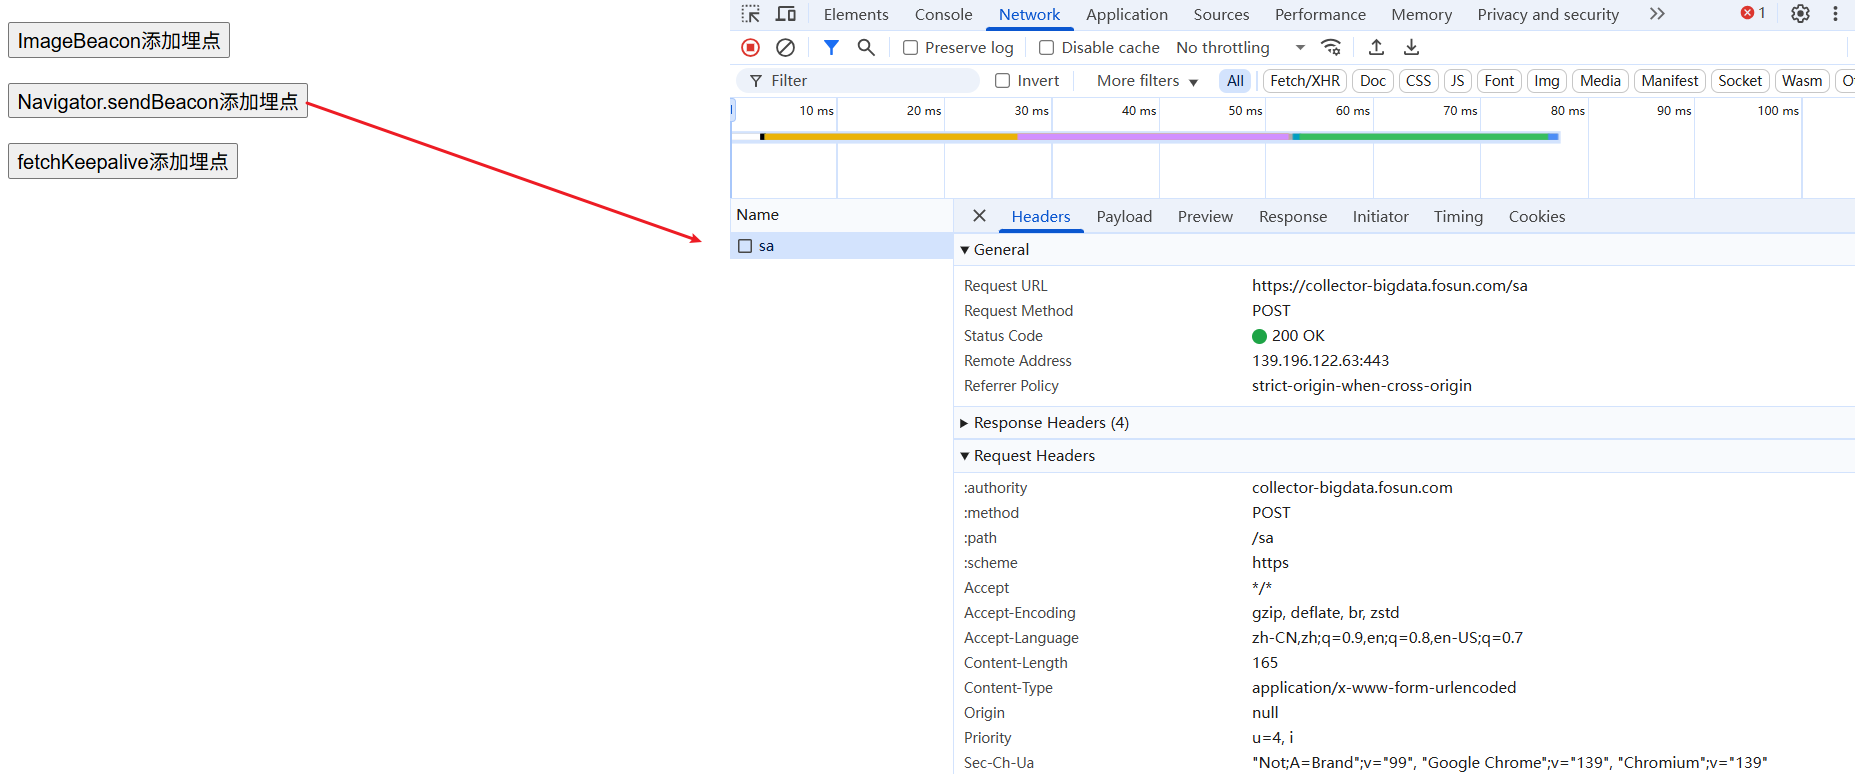 ImageBeacon添加埋点
Navigator.sendBeacon添加埋点
fetchKeepalive添加埋点
Elements Console Network Application Sources Performance Memory Privacy and security 1
Preserve log Disable cache No throttling
Filter Invert More filters All Fetch/XHR Doc CSS JS Font Img Media Manifest Socket Wasm
10 ms 20 ms 30 ms 40 ms 50 ms 60 ms 70 ms 80 ms 90 ms 100 ms
Name
sa
Headers Payload Preview Response Initiator Timing Cookies
General
Request URL https://collector-bigdata.fosun.com/sa
Request Method POST
Status Code 200 OK
Remote Address 139.196.122.63:443
Referrer Policy strict-origin-when-cross-origin
Response Headers (4)
Request Headers
:authority collector-bigdata.fosun.com
:method POST
:path /sa
:scheme https
Accept */*
Accept-Encoding gzip, deflate, br, zstd
Accept-Language zh-CN,zh;q=0.9,en;q=0.8,en-US;q=0.7
Content-Length 165
Content-Type application/x-www-form-urlencoded
Origin null
Priority u=4, i
Sec-Ch-Ua "Not;A=Brand";v="99", "Google Chrome";v="139", "Chromium";v="139"